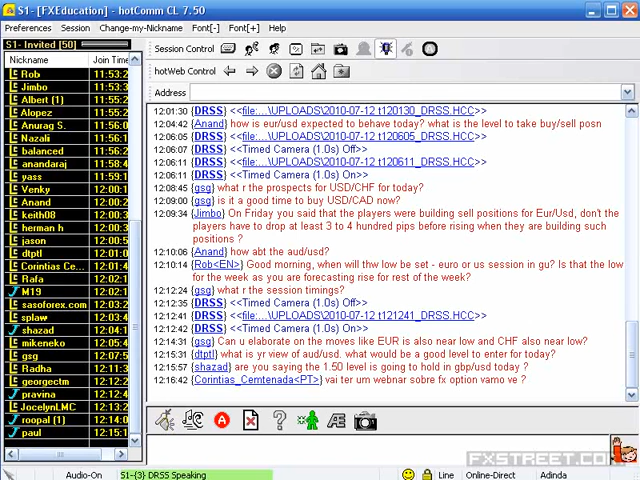 S1- [FXEducation] - hotComm CL 7.50
Preferences Session Change-my-Nickname Font[-] Font[+] Help
S1- Invited [50]
Session Control
Nickname Join Time
hotWeb Control
Address
Rob 11:53:2
Jimbo 11:53:3
Albert (1) 11:55:2
Alopez 11:55:2
Anurag S. 11:56:0
Nazali 11:56:1
balanced 11:57:2
anandaraj 11:58:4
yass 11:59:1
Venky 12:00:1
Anand 12:00:1
keith08 12:00:1
herman h 12:00:1
jason 12:00:2
dtptl 12:01:0
Corintias Ce... 12:02:1
Rafa 12:02:1
M19 12:02:1
sasoforex.com 12:03:2
splaw 12:03:2
shazad 12:04:1
mikeneko 12:05:2
gsg 12:07:5
Radha 12:11:2
georgectm 12:12:2
pravina 12:12:4
JocelynLMC 12:13:2
roopal (1) 12:14:0
paul 12:15:1
12:01:30 {DRSS} <<file:...\UPLOADS\2010-07-12 t120130_DRSS.HCC>>
12:04:42 {Anand} how is eur/usd expected to behave today? what is the level to take buy/sell posn
12:06:05 {DRSS} <<file:...\UPLOADS\2010-07-12 t120605_DRSS.HCC>>
12:06:07 {DRSS} <<Timed Camera (1.0s) Off>>
12:06:11 {DRSS} <<file:...\UPLOADS\2010-07-12 t120611_DRSS.HCC>>
12:06:11 {DRSS} <<Timed Camera (1.0s) On>>
12:08:45 {gsg} what r the prospects for USD/CHF for today?
12:09:00 {gsg} is it a good time to buy USD/CAD now?
12:09:34 {Jimbo} On Friday you said that the players were building sell positions for Eur/Usd, don't the
players have to drop at least 3 to 4 hundred pips before rising when they are building such
positions ?
12:10:06 {Anand} how abt the aud/usd?
12:10:14 {Rob<EN>} Good morning, when will thw low be set - euro or us session in gu? Is that the low
for the week as you are forecasting rise for rest of the week?
12:12:24 {gsg} what r the session timings?
12:12:35 {DRSS} <<Timed Camera (1.0s) Off>>
12:12:41 {DRSS} <<file:...\UPLOADS\2010-07-12 t121241_DRSS.HCC>>
12:12:42 {DRSS} <<Timed Camera (1.0s) On>>
12:14:31 {gsg} Can u elaborate on the moves like EUR is also near low and CHF also near low?
12:15:31 {dtptl} what is yr view of aud/usd. what would be a good level to enter for today?
12:15:57 {shazad} are you saying the 1.50 level is going to hold in gbp/usd today ?
12:16:42 {Corintias_Cemtenada<PT>} vai ter um webnar sobre fx option vamo ve ?
FXSTREET.CO
Audio-On S1-{3} DRSS Speaking Line Online-Direct Adinda